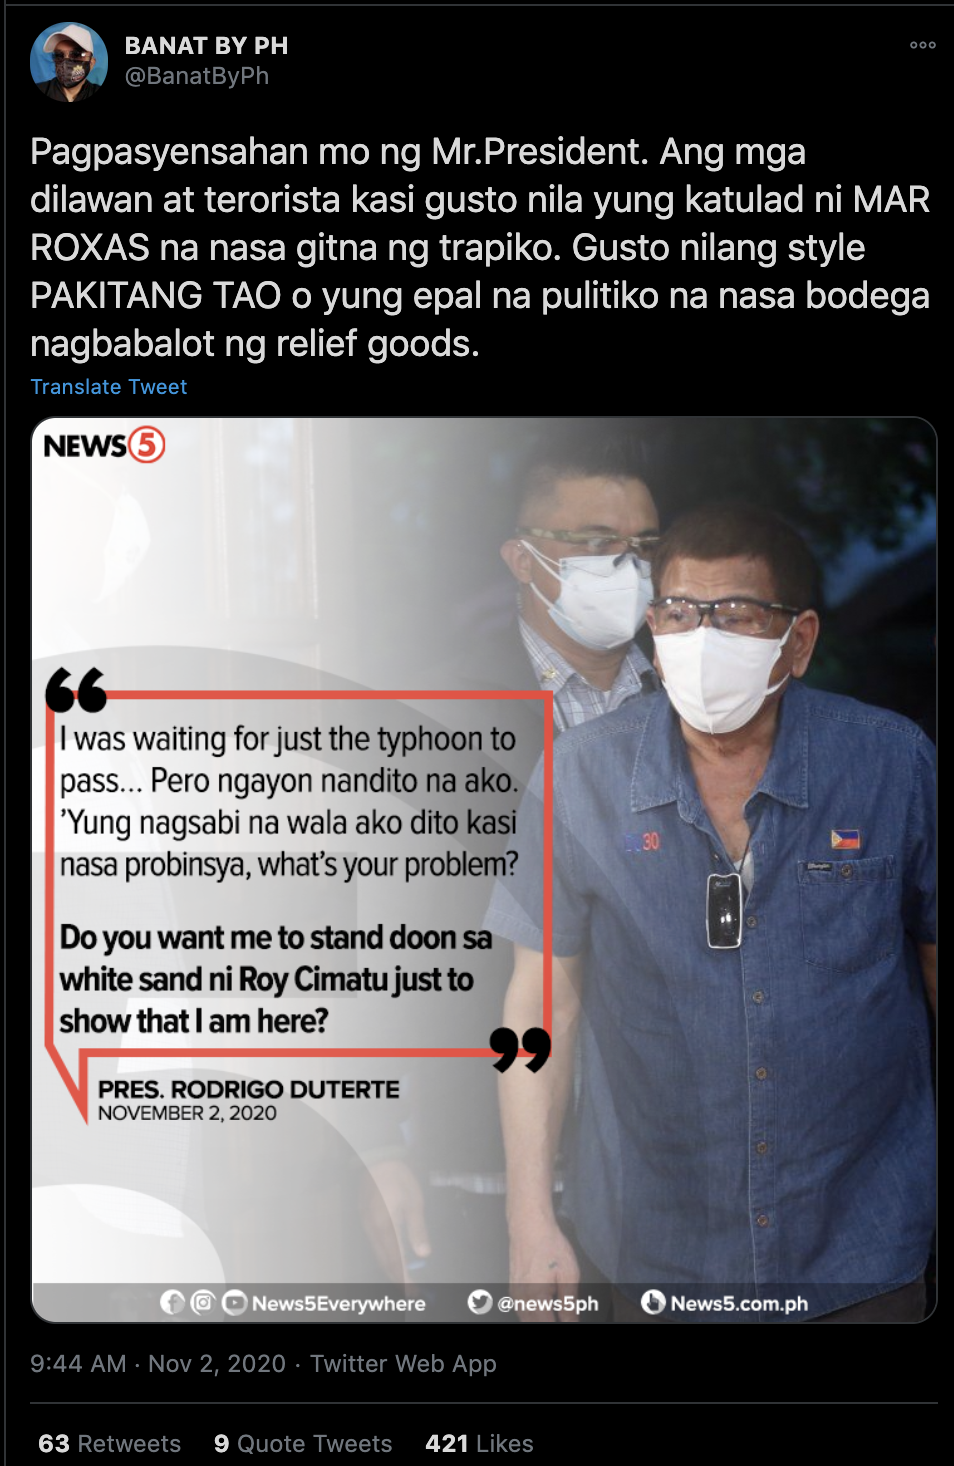 BANAT BY PH
@BanatByPh
Pagpasyensahan mo ng Mr.President. Ang mga
dilawan at terorista kasi gusto nila yung katulad ni MAR
ROXAS na nasa gitna ng trapiko. Gusto nilang style
PAKITANG TAO o yung epal na pulitiko na nasa bodega
nagbabalot ng relief goods.
Translate Tweet
NEWS5
“
I was waiting for just the typhoon to
pass... Pero ngayon nandito na ako.
'Yung nagsabi na wala ako dito kasi
nasa probinsya, what's your problem?
Do you want me to stand doon sa
white sand ni Roy Cimatu just to
show that I am here?
”
PRES. RODRIGO DUTERTE
NOVEMBER 2, 2020
30
News5Everywhere @news5ph News5.com.ph
9:44 AM · Nov 2, 2020 · Twitter Web App
63 Retweets 9 Quote Tweets 421 Likes